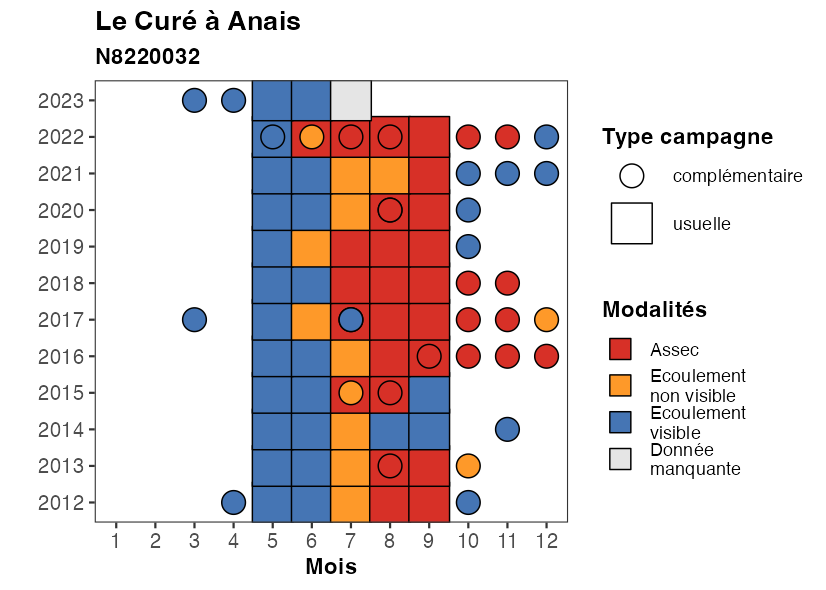 Le Curé à Anais
N8220032
2023
2022
2021
2020
2019
2018
2017
2016
2015
2014
2013
2012
1 2 3 4 5 6 7 8 9 10 11 12
Mois
Type campagne
complémentaire
usuelle
Modalités
Assec
Ecoulement
non visible
Ecoulement
visible
Donnée
manquante